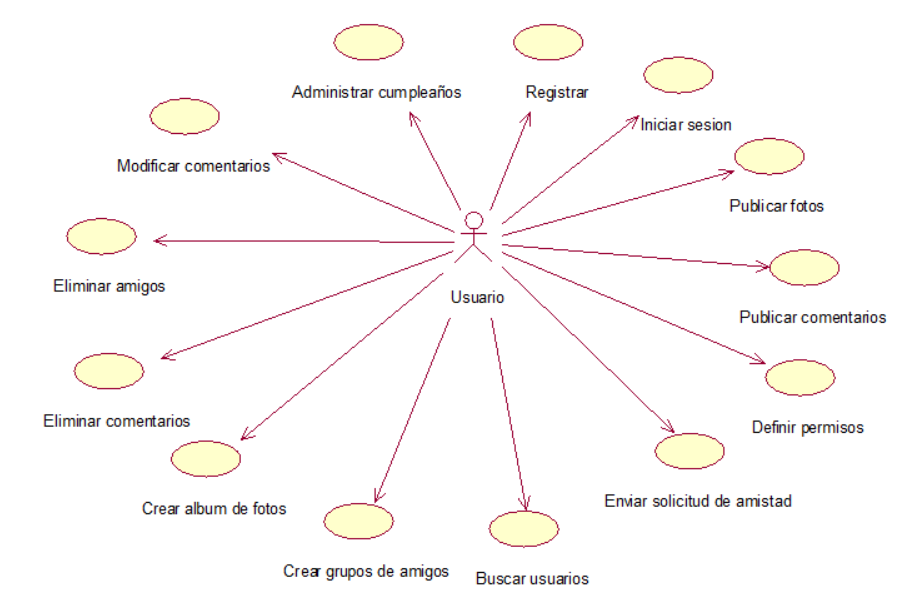 Administrar cumpleaños
Registrar
Iniciar sesion
Modificar comentarios
Publicar fotos
Eliminar amigos
Usuario
Publicar comentarios
Eliminar comentarios
Definir permisos
Crear album de fotos
Enviar solicitud de amistad
Crear grupos de amigos
Buscar usuarios